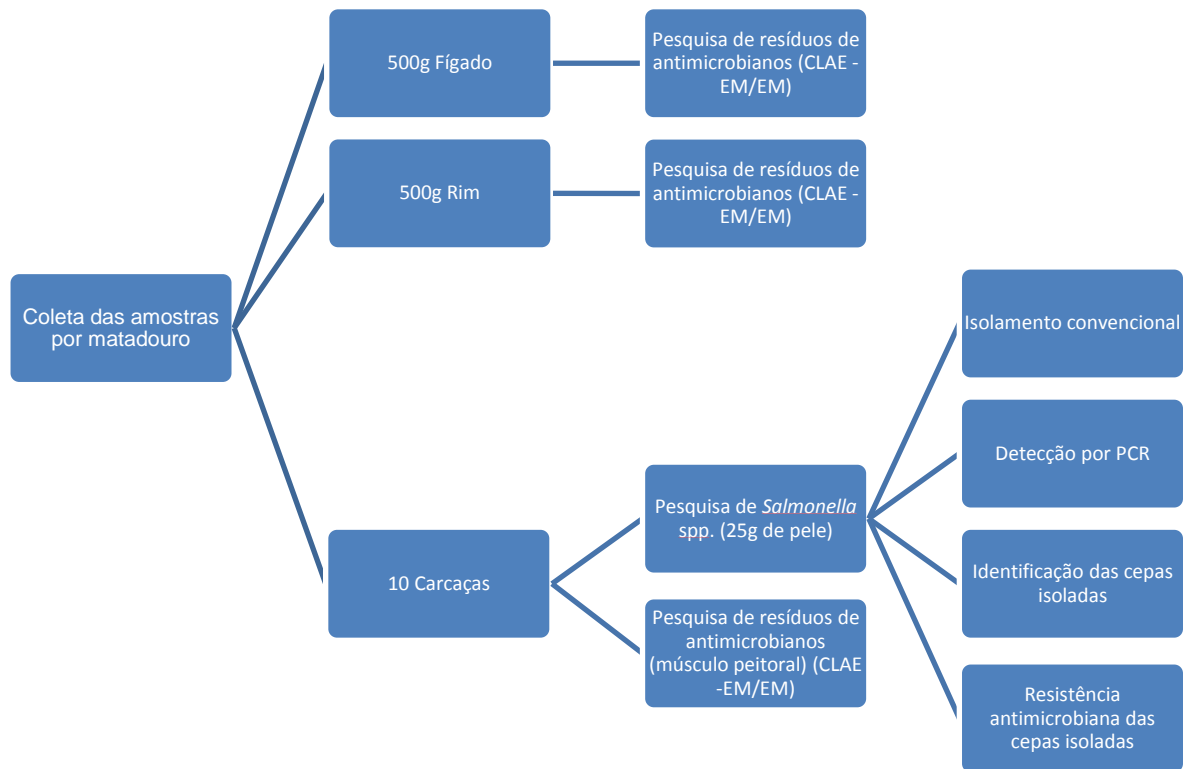 500g Fígado
Pesquisa de resíduos de
antimicrobianos (CLAE -
EM/EM)
500g Rim
Pesquisa de resíduos de
antimicrobianos (CLAE -
EM/EM)
Coleta das amostras
por matadouro
10 Carcaças
Pesquisa de Salmonella
spp. (25g de pele)
Isolamento convencional
Detecção por PCR
Identificação das cepas
isoladas
Resistência
antimicrobiana das
cepas isoladas
Pesquisa de resíduos de
antimicrobianos
(músculo peitoral) (CLAE
-EM/EM)